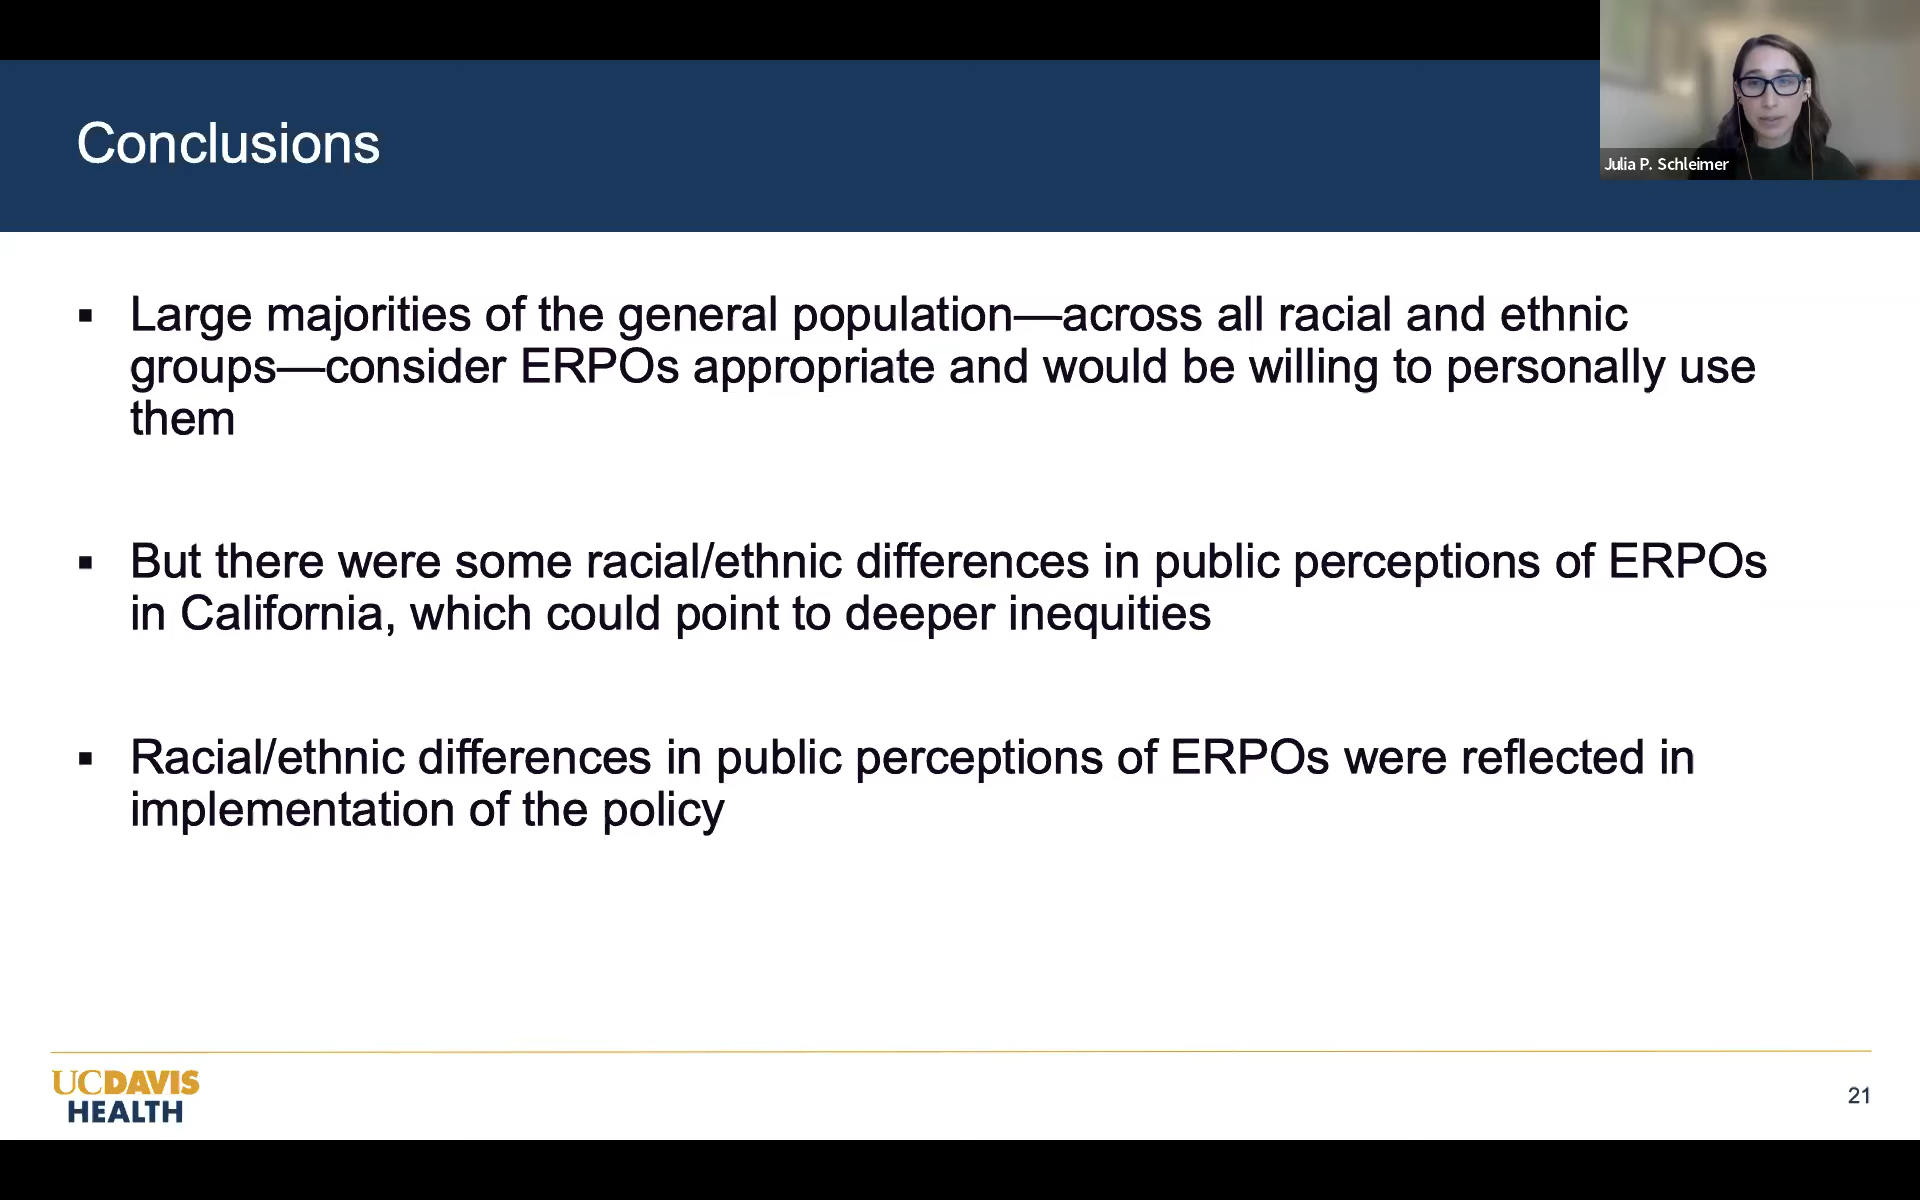 Conclusions
Julia P. Schleimer
▪ Large majorities of the general population—across all racial and ethnic
groups—consider ERPOs appropriate and would be willing to personally use
them
▪ But there were some racial/ethnic differences in public perceptions of ERPOs
in California, which could point to deeper inequities
▪ Racial/ethnic differences in public perceptions of ERPOs were reflected in
implementation of the policy
UCDAVIS
HEALTH
21